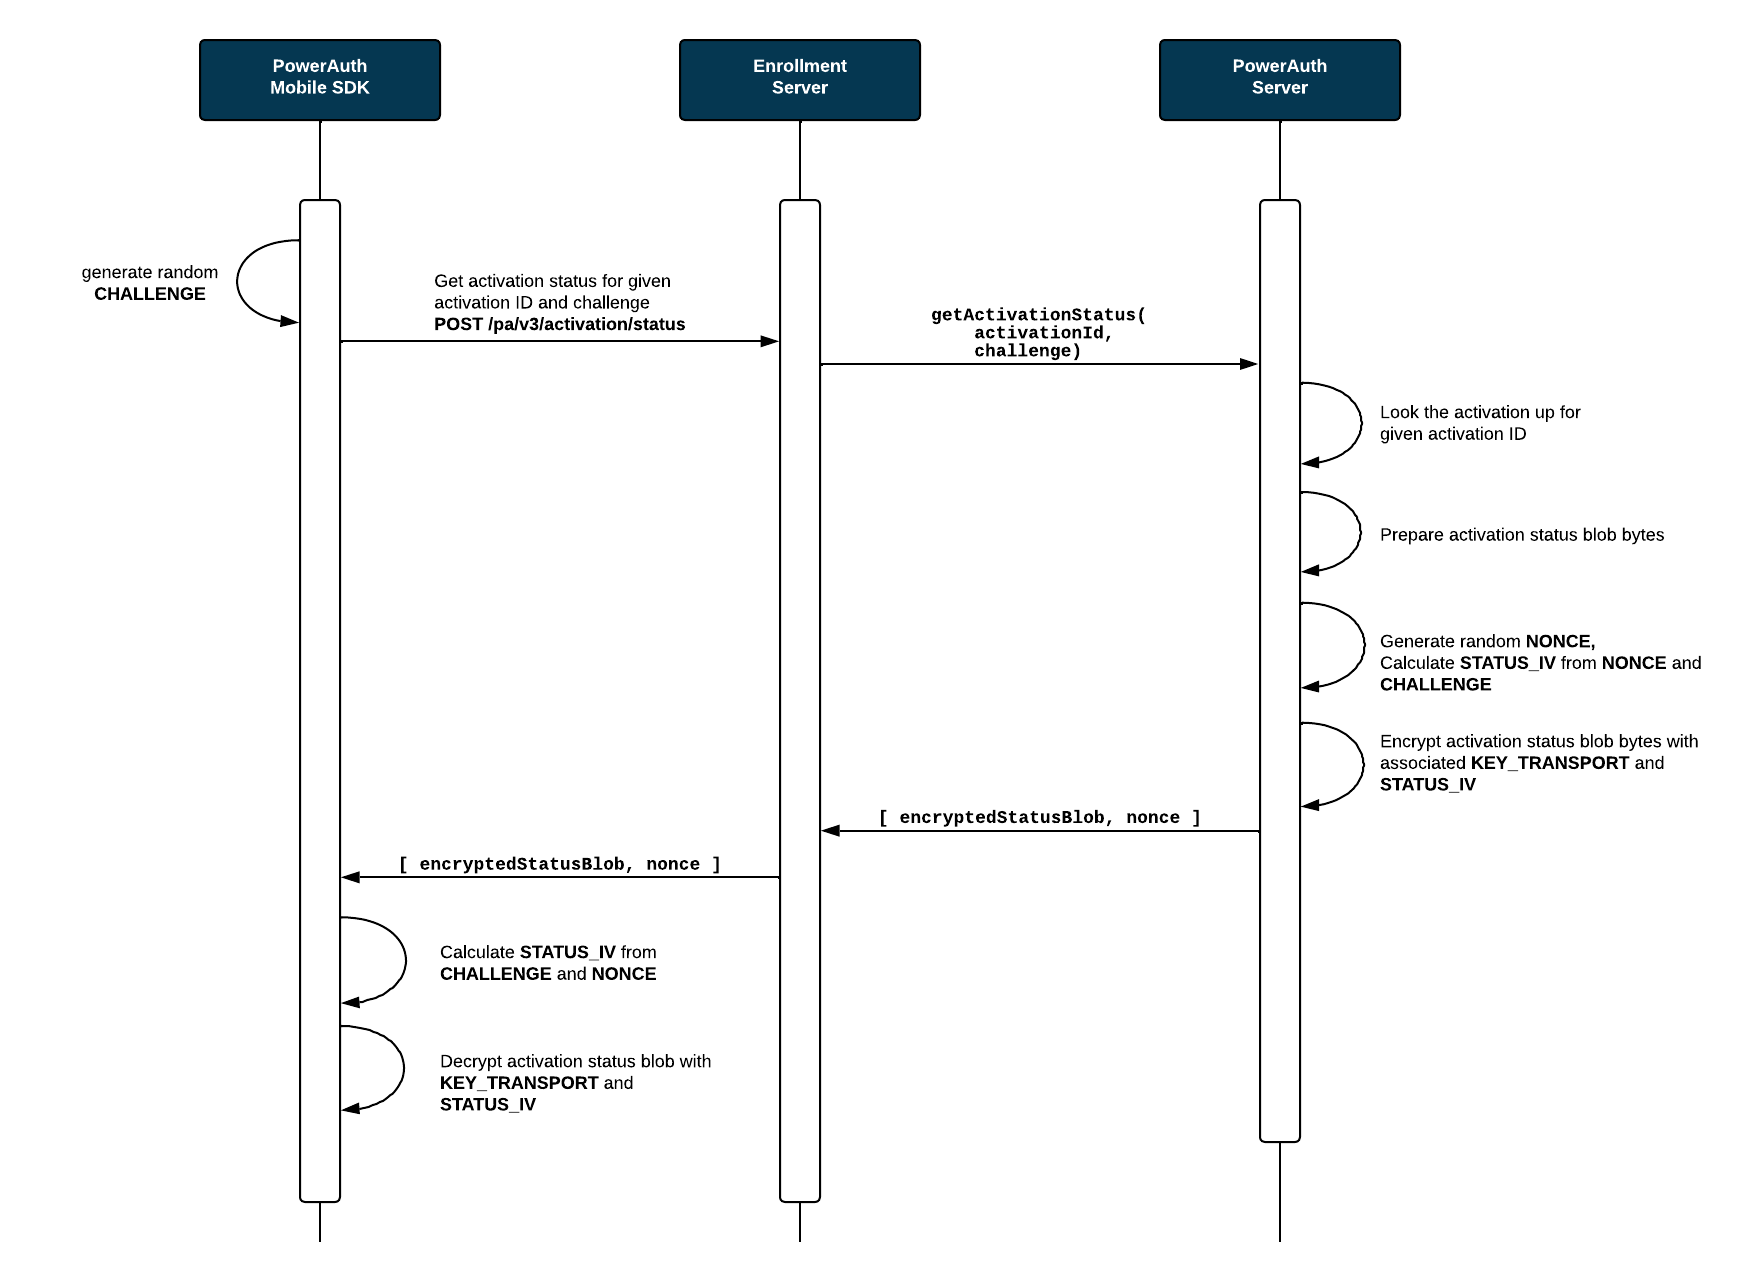 PowerAuth
Mobile SDK
Enrollment
Server
PowerAuth
Server
generate random
CHALLENGE
Get activation status for given
activation ID and challenge
POST /pa/v3/activation/status
getActivationStatus(
activationId,
challenge)
Look the activation up for
given activation ID
Prepare activation status blob bytes
Generate random NONCE,
Calculate STATUS_IV from NONCE and
CHALLENGE
Encrypt activation status blob bytes with
associated KEY_TRANSPORT and
STATUS_IV
[ encryptedStatusBlob, nonce ]
[ encryptedStatusBlob, nonce ]
Calculate STATUS_IV from
CHALLENGE and NONCE
Decrypt activation status blob with
KEY_TRANSPORT and
STATUS_IV